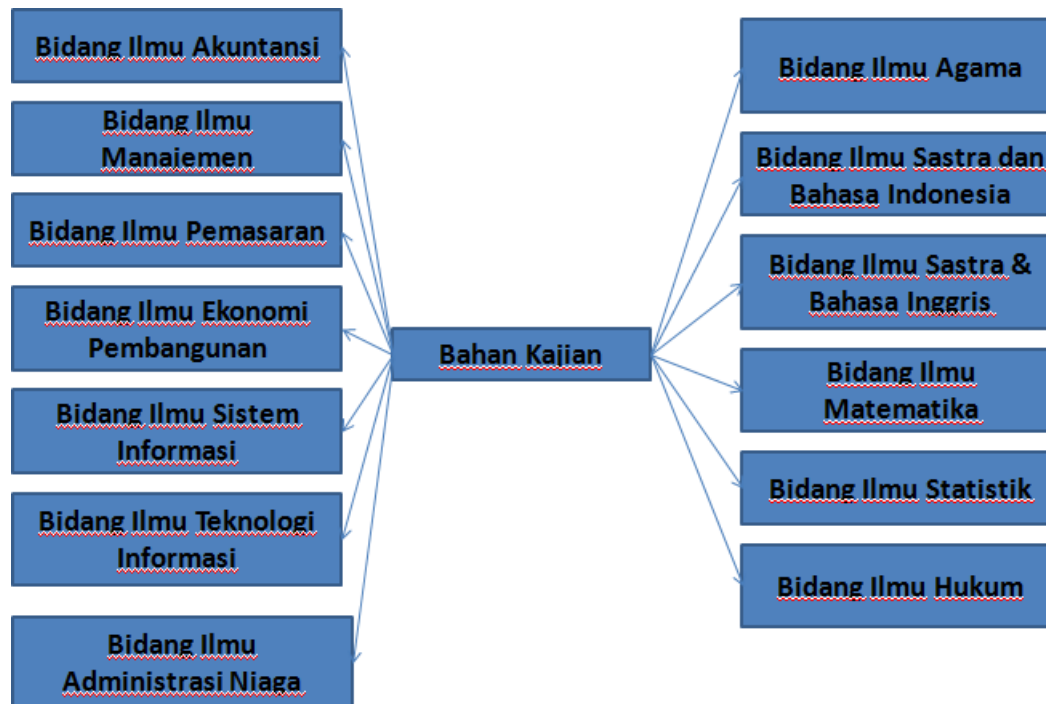 Bidang Ilmu Akuntansi
Bidang Ilmu
Manajemen
Bidang Ilmu Pemasaran
Bidang Ilmu Ekonomi
Pembangunan
Bidang Ilmu Sistem
Informasi
Bidang Ilmu Teknologi
Informasi
Bidang Ilmu
Administrasi Niaga
Bahan Kajian
Bidang Ilmu Agama
Bidang Ilmu Sastra dan
Bahasa Indonesia
Bidang Ilmu Sastra &
Bahasa Inggris
Bidang Ilmu
Matematika
Bidang Ilmu Statistik
Bidang Ilmu Hukum